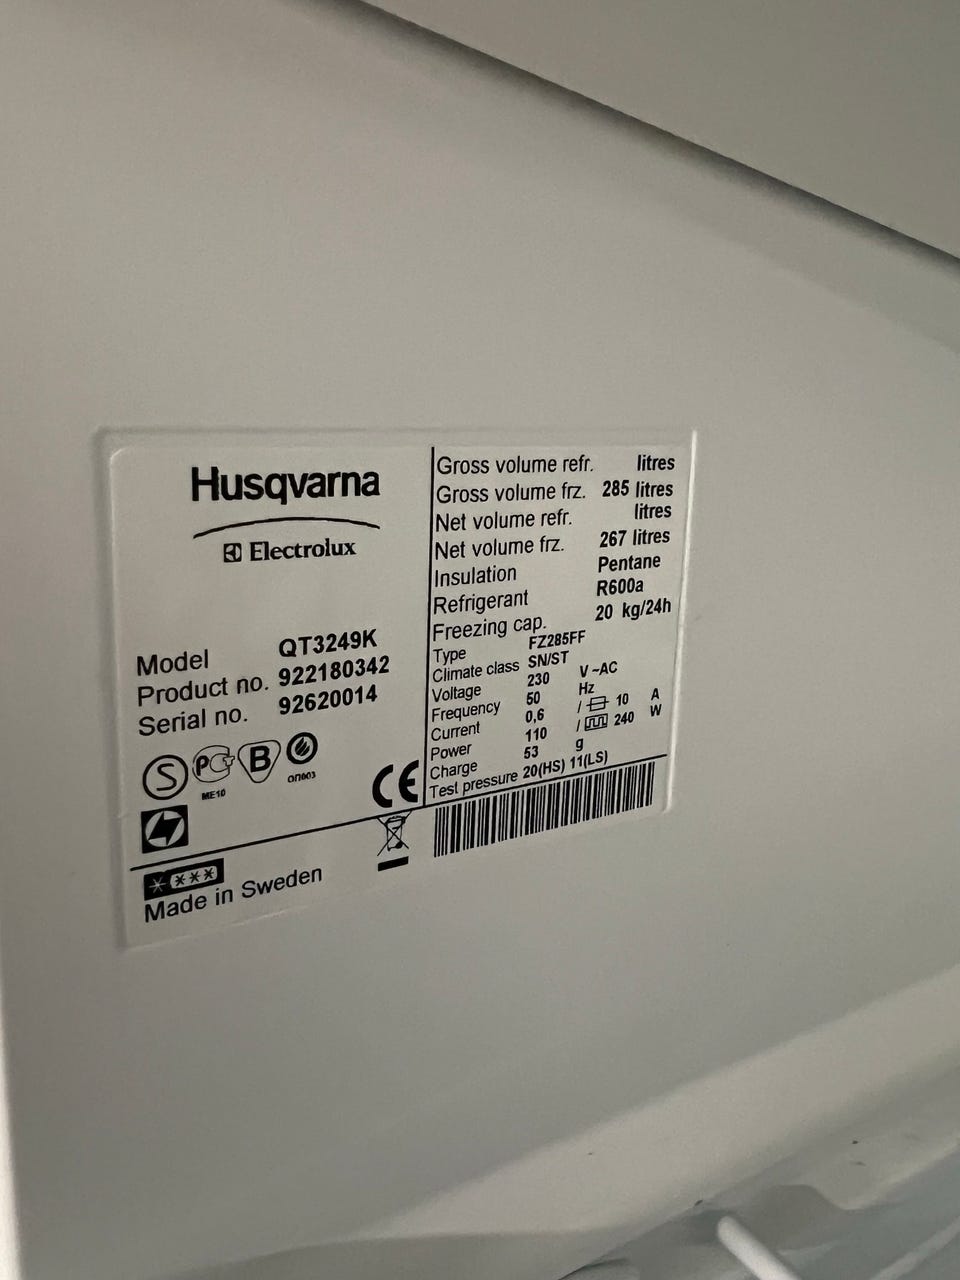 Husqvarna
Electrolux
Model QT3249K
Product no. 922180342
Serial no. 92620014
S PG B
ME10
ОП003
CE
Made in Sweden
Gross volume refr. litres
Gross volume frz. 285 litres
Net volume refr. litres
Net volume frz. 267 litres
Insulation Pentane
Refrigerant R600a
Freezing cap. 20 kg/24h
Type FZ285FF
Climate class SN/ST
Voltage 230 V ~AC
Frequency 50 Hz
Current 0,6 / 10 A
Power 110 / 240 W
Charge 53 g
Test pressure 20(HS) 11(LS)